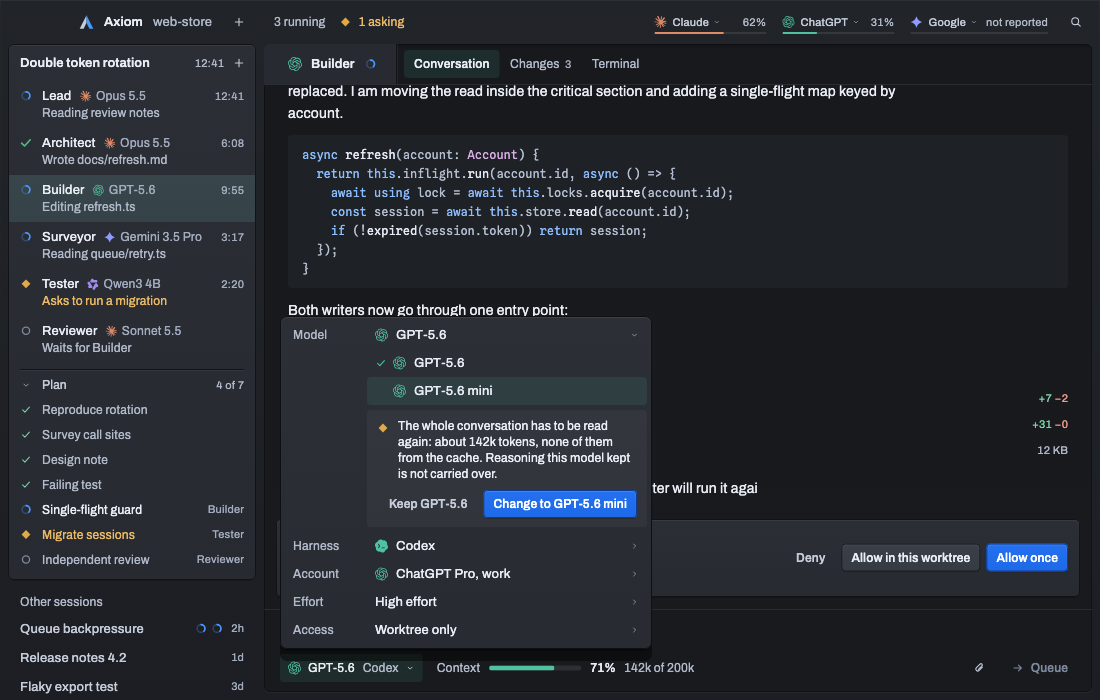 Axiom web-store + 3 running 1 asking Claude 62% ChatGPT 31% Google not reported
Double token rotation 12:41 +
Lead Opus 5.5 12:41
Reading review notes
Architect Opus 5.5 6:08
Wrote docs/refresh.md
Builder GPT-5.6 9:55
Editing refresh.ts
Surveyor Gemini 3.5 Pro 3:17
Reading queue/retry.ts
Tester Qwen3 4B 2:20
Asks to run a migration
Reviewer Sonnet 5.5
Waits for Builder
Plan 4 of 7
Reproduce rotation
Survey call sites
Design note
Failing test
Single-flight guard Builder
Migrate sessions Tester
Independent review Reviewer
Other sessions
Queue backpressure 2h
Release notes 4.2 1d
Flaky export test 3d
Builder Conversation Changes 3 Terminal
replaced. I am moving the read inside the critical section and adding a single-flight map keyed by
account.
async refresh(account: Account) {
return this.inflight.run(account.id, async () => {
await using lock = await this.locks.acquire(account.id);
const session = await this.store.read(account.id);
if (!expired(session.token)) return session;
});
}
Both writers now go through one entry point:
Model GPT-5.6
GPT-5.6
GPT-5.6 mini
The whole conversation has to be read
again: about 142k tokens, none of them
from the cache. Reasoning this model kept
is not carried over.
Keep GPT-5.6 Change to GPT-5.6 mini
Harness Codex
Account ChatGPT Pro, work
Effort High effort
Access Worktree only
+7 −2
+31 −0
12 KB
ter will run it agai
Deny Allow in this worktree Allow once
GPT-5.6 Codex Context 71% 142k of 200k Queue